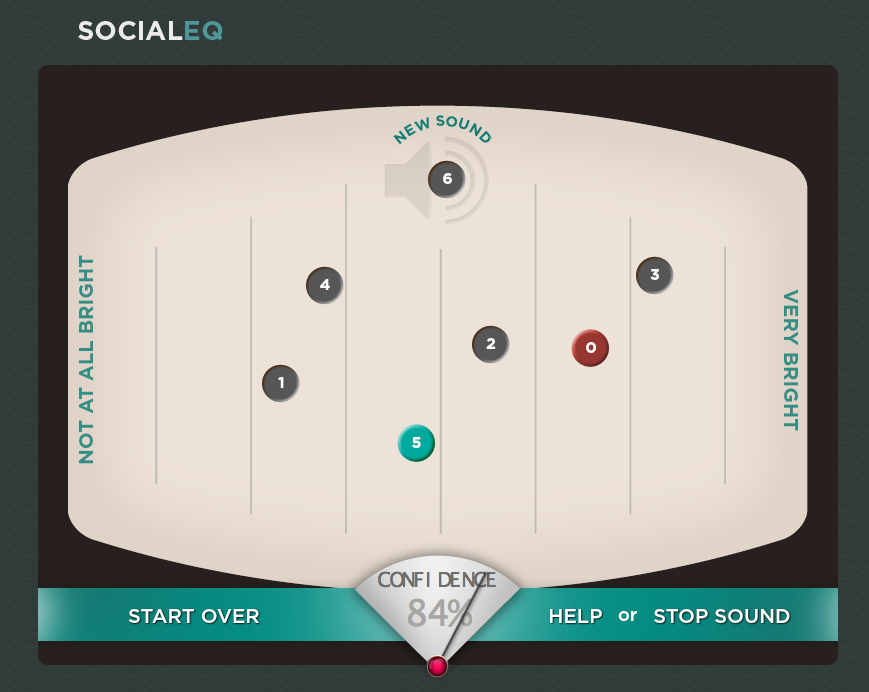 SOCIALEQ
NEW SOUND
6
NOT AT ALL BRIGHT
4
3
2
0
1
5
VERY BRIGHT
CONFIDENCE
84%
START OVER
HELP or STOP SOUND